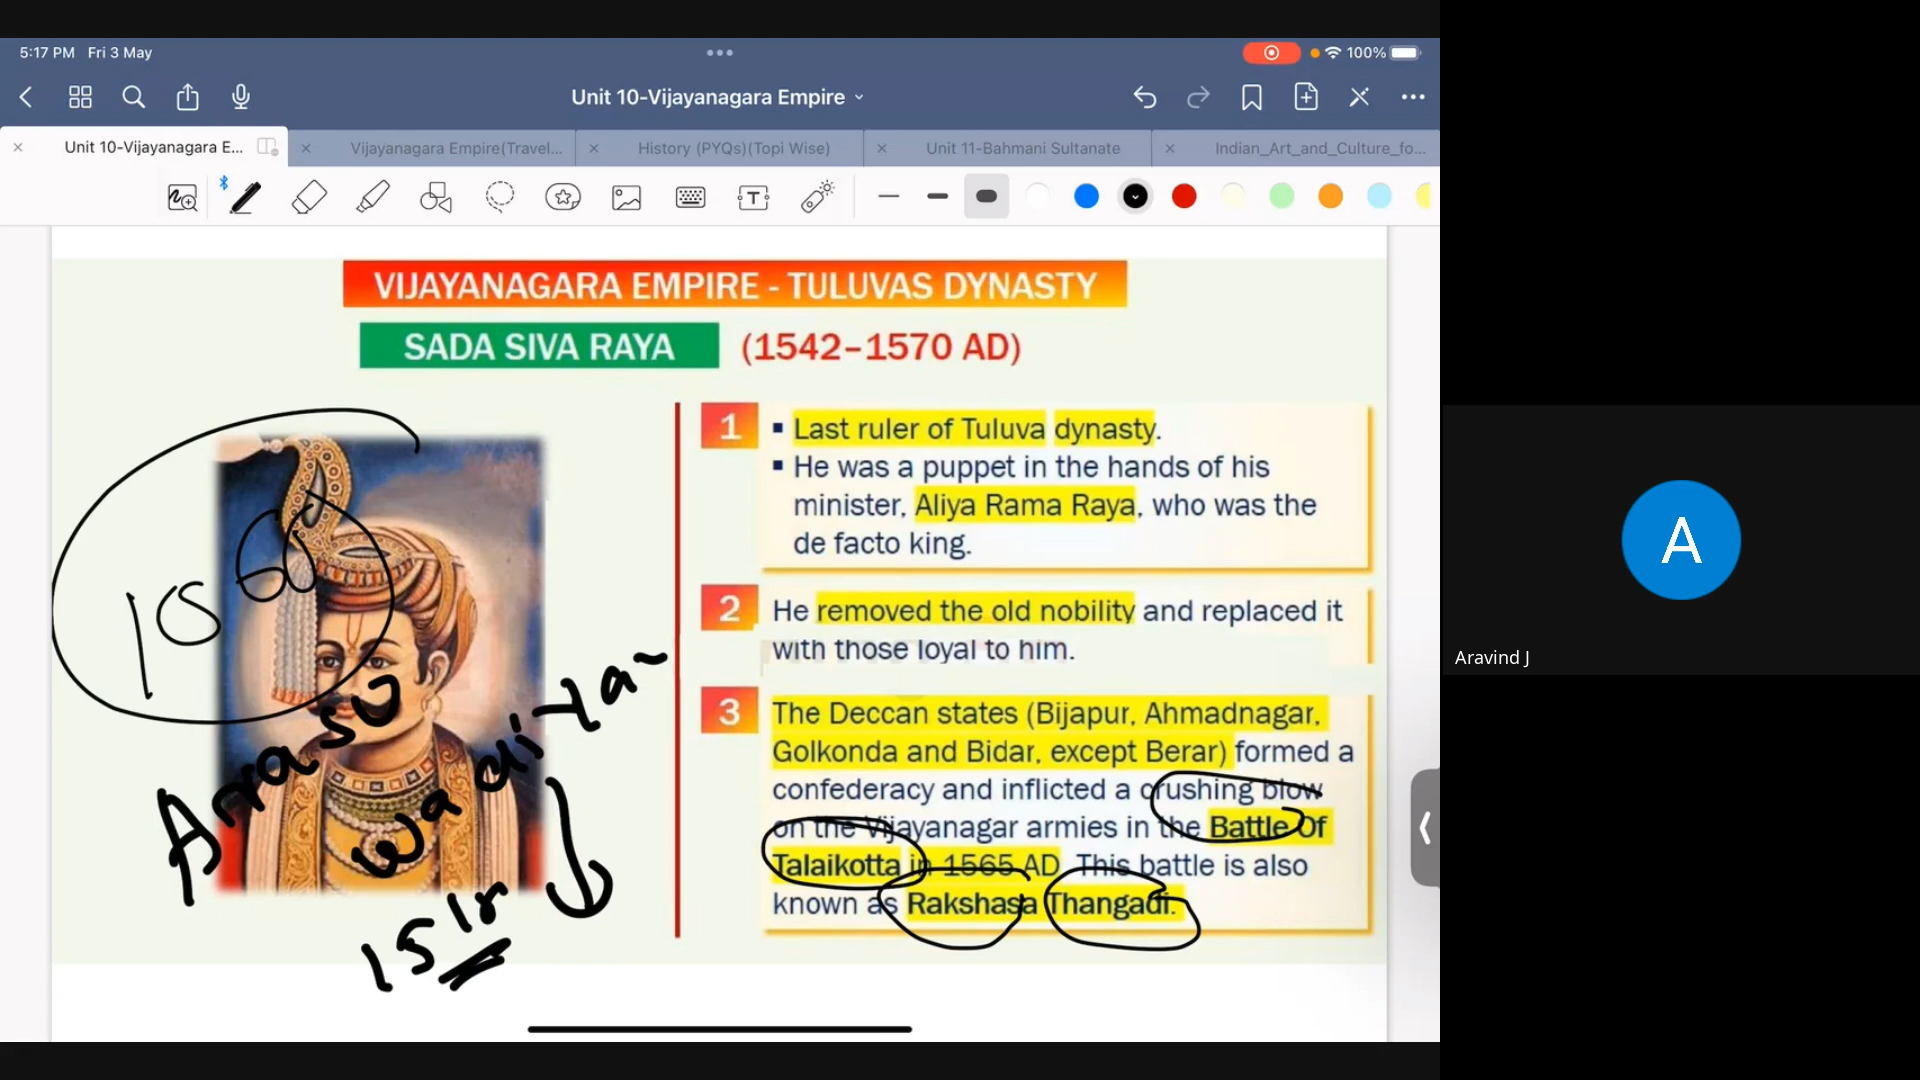 5:17 PM Fri 3 May
100%
Unit 10-Vijayanagara Empire
Unit 10-Vijayanagara E...
Vijayanagara Empire(Travel...
History (PYQs)(Topi Wise)
Unit 11-Bahmani Sultanate
Indian_Art_and_Culture_fo...
VIJAYANAGARA EMPIRE - TULUVAS DYNASTY
SADA SIVA RAYA (1542–1570 AD)
1
▪ Last ruler of Tuluva dynasty.
▪ He was a puppet in the hands of his
minister, Aliya Rama Raya, who was the
de facto king.
2
He removed the old nobility and replaced it
with those loyal to him.
3
The Deccan states (Bijapur, Ahmadnagar,
Golkonda and Bidar, except Berar) formed a
confederacy and inflicted a crushing blow
on the Vijayanagar armies in the Battle Of
Talaikotta in 1565 AD This battle is also
known as Rakshasa Thangadi.
A
Aravind J